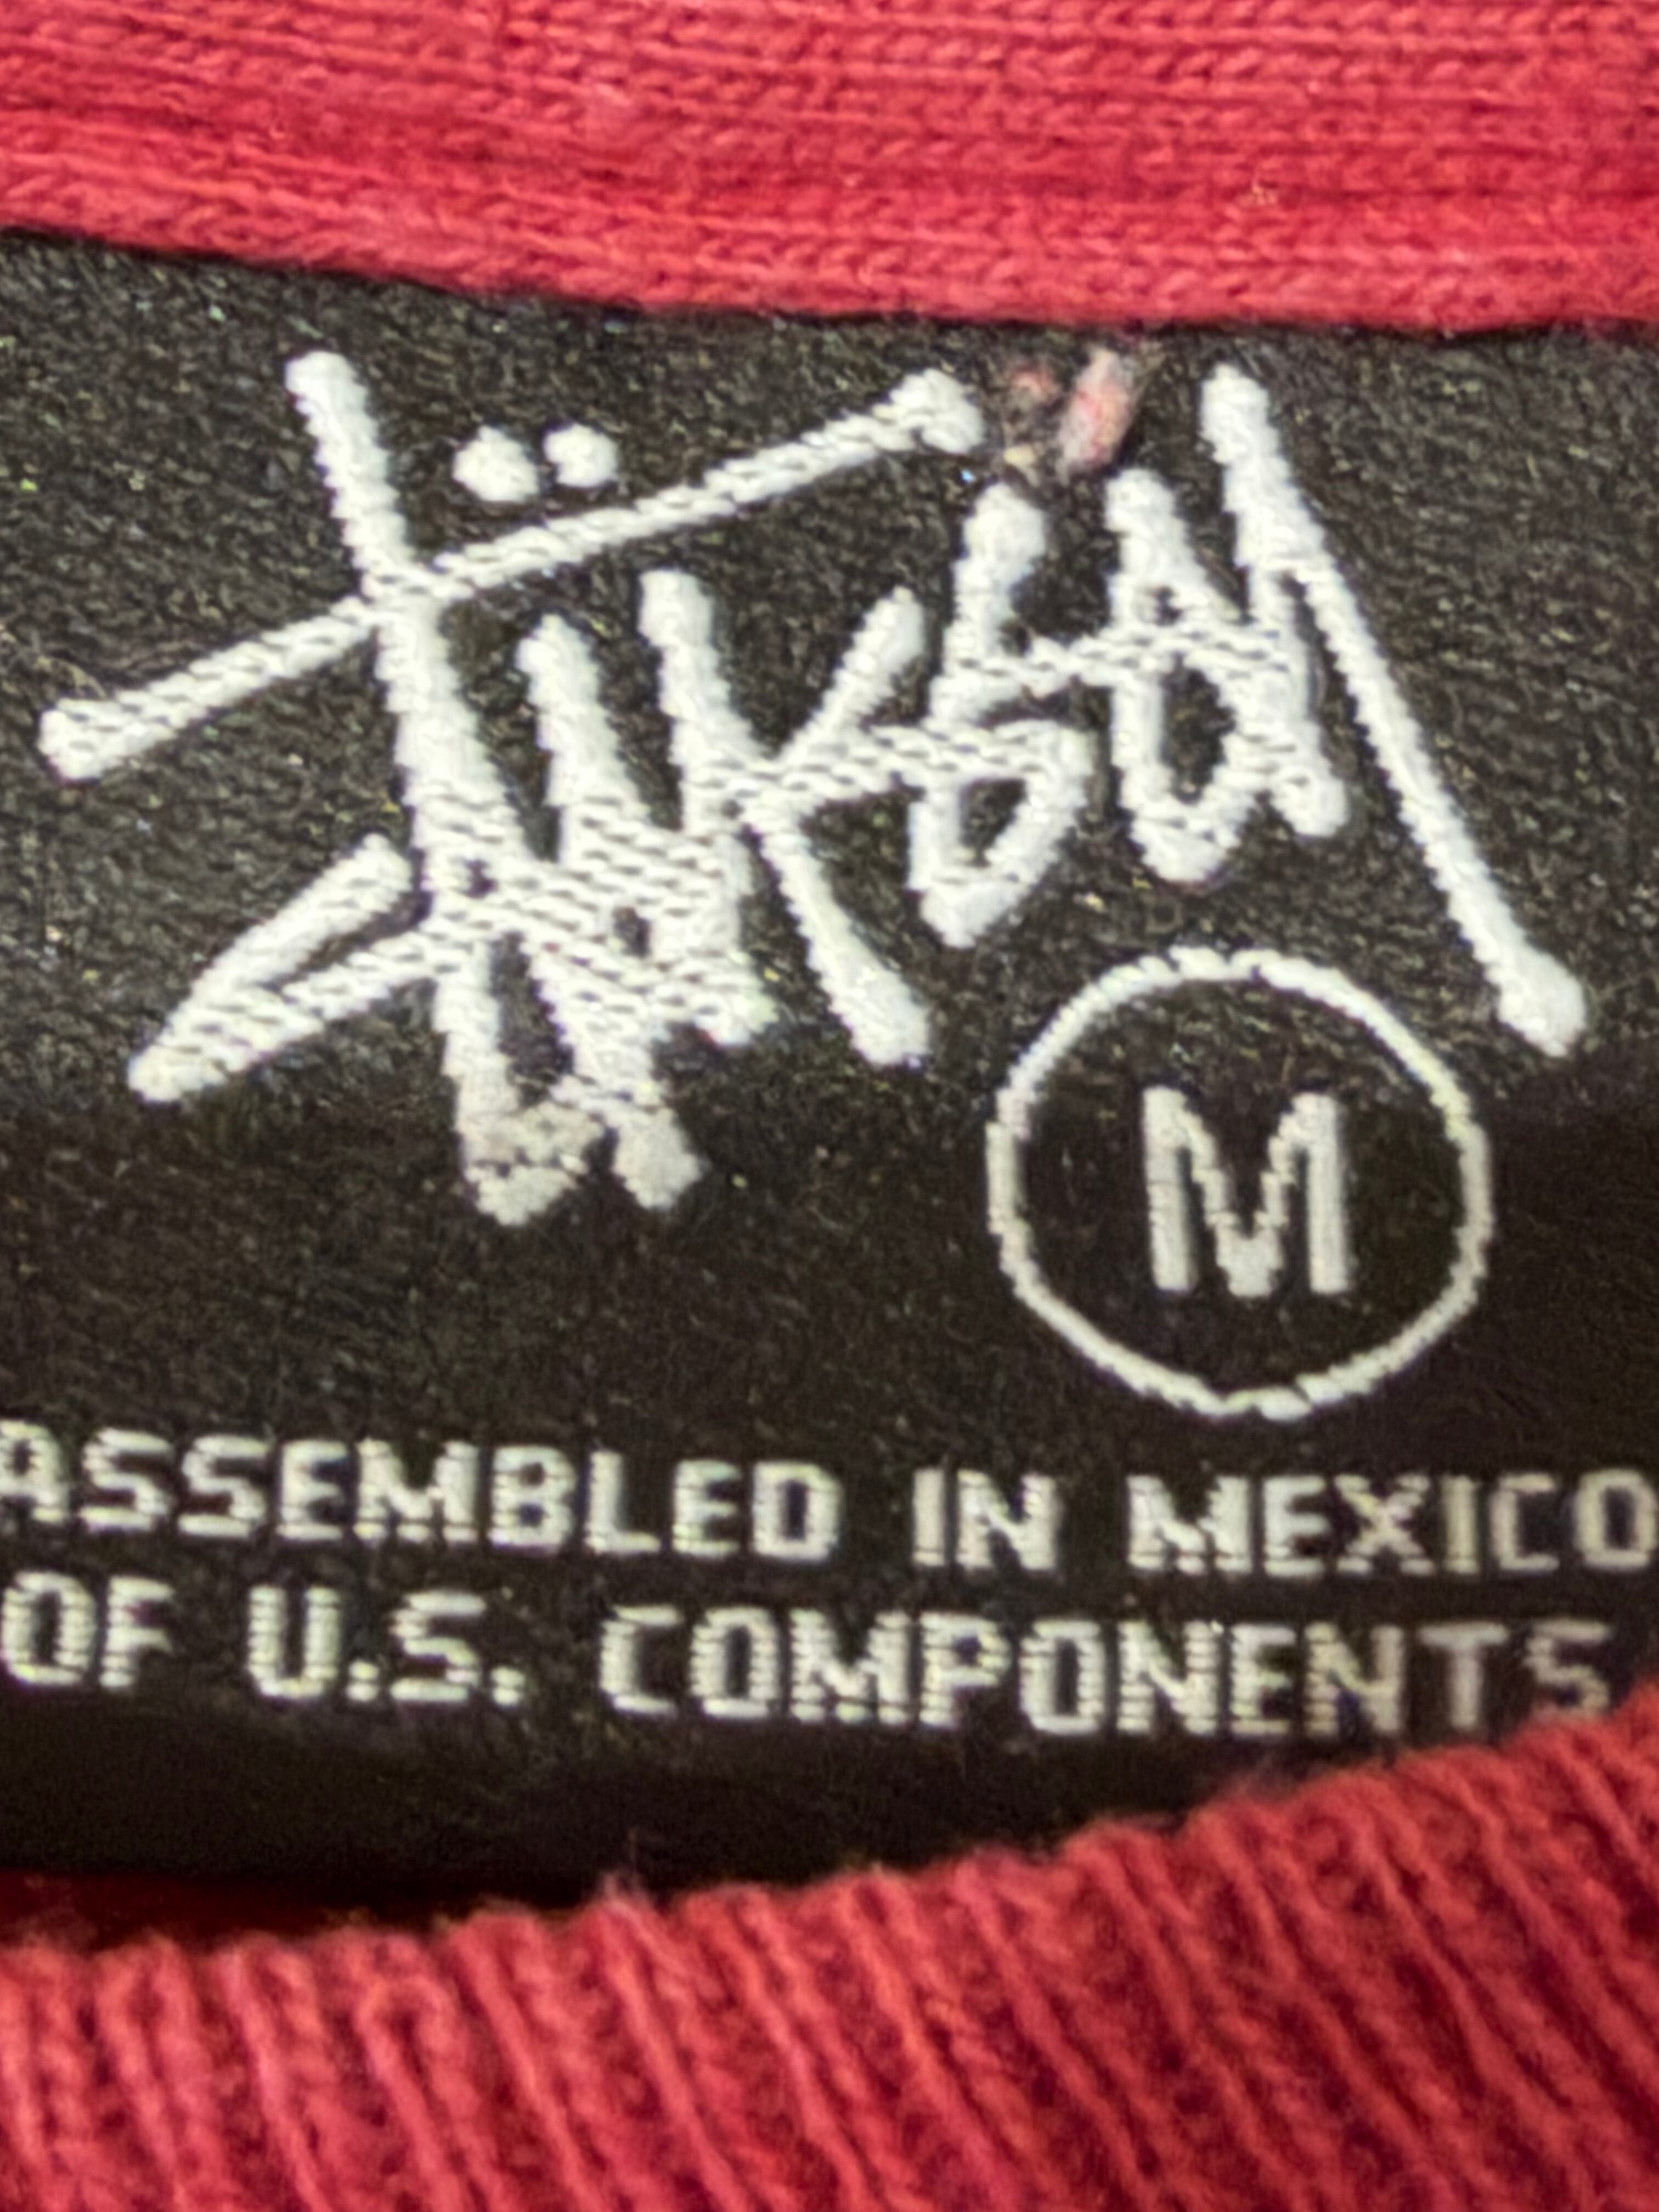 Stüssy
M
ASSEMBLED IN MEXICO
OF U.S. COMPONENTS